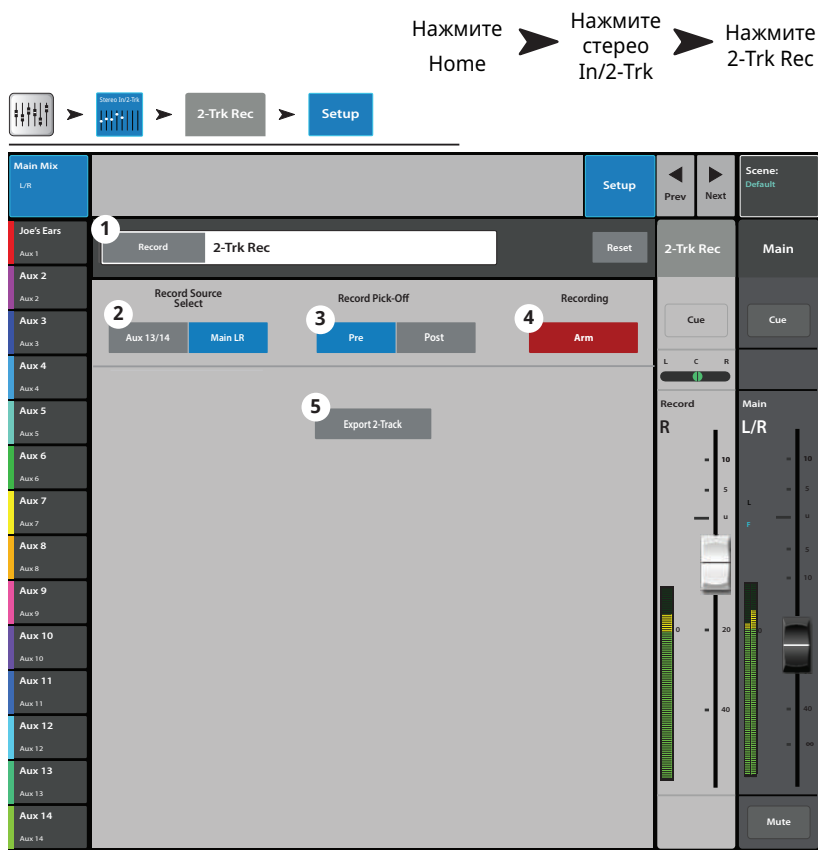 Нажмите
Home
Нажмите
стерео
In/2-Trk
Нажмите
2-Trk Rec
Stereo In/2-Trk
2-Trk Rec
Setup
Main Mix
L/R
Setup
Prev
Next
Scene:
Default
Joe's Ears
Aux 1
Aux 2
Aux 2
Aux 3
Aux 3
Aux 4
Aux 4
Aux 5
Aux 5
Aux 6
Aux 6
Aux 7
Aux 7
Aux 8
Aux 8
Aux 9
Aux 9
Aux 10
Aux 10
Aux 11
Aux 11
Aux 12
Aux 12
Aux 13
Aux 13
Aux 14
Aux 14
1
Record
2-Trk Rec
Reset
Record Source
Select
2
Aux 13/14
Main LR
Record Pick-Off
3
Pre
Post
Recording
4
Arm
5
Export 2-Track
2-Trk Rec
Cue
L C R
Record
R
10
5
u
0
20
40
Main
Cue
Main
L/R
10
5
L
u
F
5
10
0
40
Mute